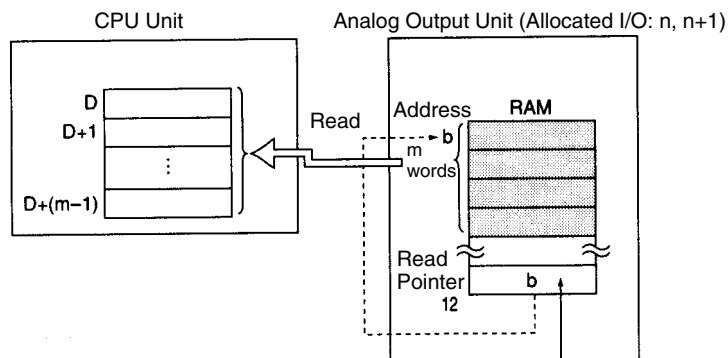 CPU Unit
Analog Output Unit (Allocated I/O: n, n+1)
D
D+1
⋮
D+(m−1)
Read
Address
RAM
b
m
words
Read
Pointer
12
b